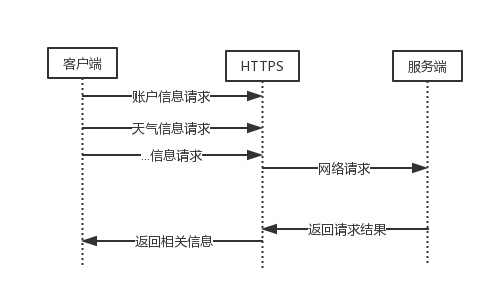 客户端
HTTPS
服务端
账户信息请求
天气信息请求
...信息请求
网络请求
返回请求结果
返回相关信息